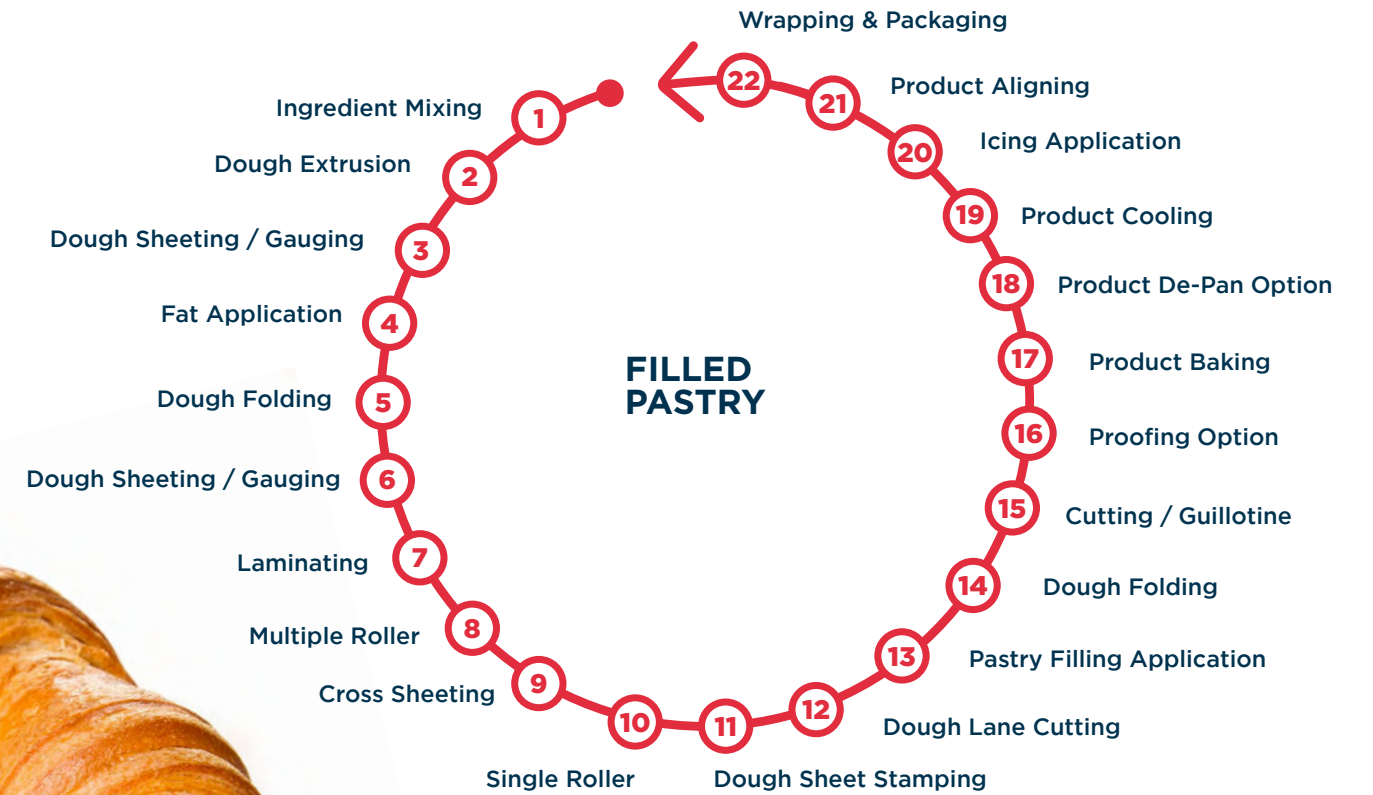 FILLED
PASTRY
1
Ingredient Mixing
2
Dough Extrusion
3
Dough Sheeting / Gauging
4
Fat Application
5
Dough Folding
6
Dough Sheeting / Gauging
7
Laminating
8
Multiple Roller
9
Cross Sheeting
10
Single Roller
11
Dough Sheet Stamping
12
Dough Lane Cutting
13
Pastry Filling Application
14
Dough Folding
15
Cutting / Guillotine
16
Proofing Option
17
Product Baking
18
Product De-Pan Option
19
Product Cooling
20
Icing Application
21
Product Aligning
22
Wrapping & Packaging